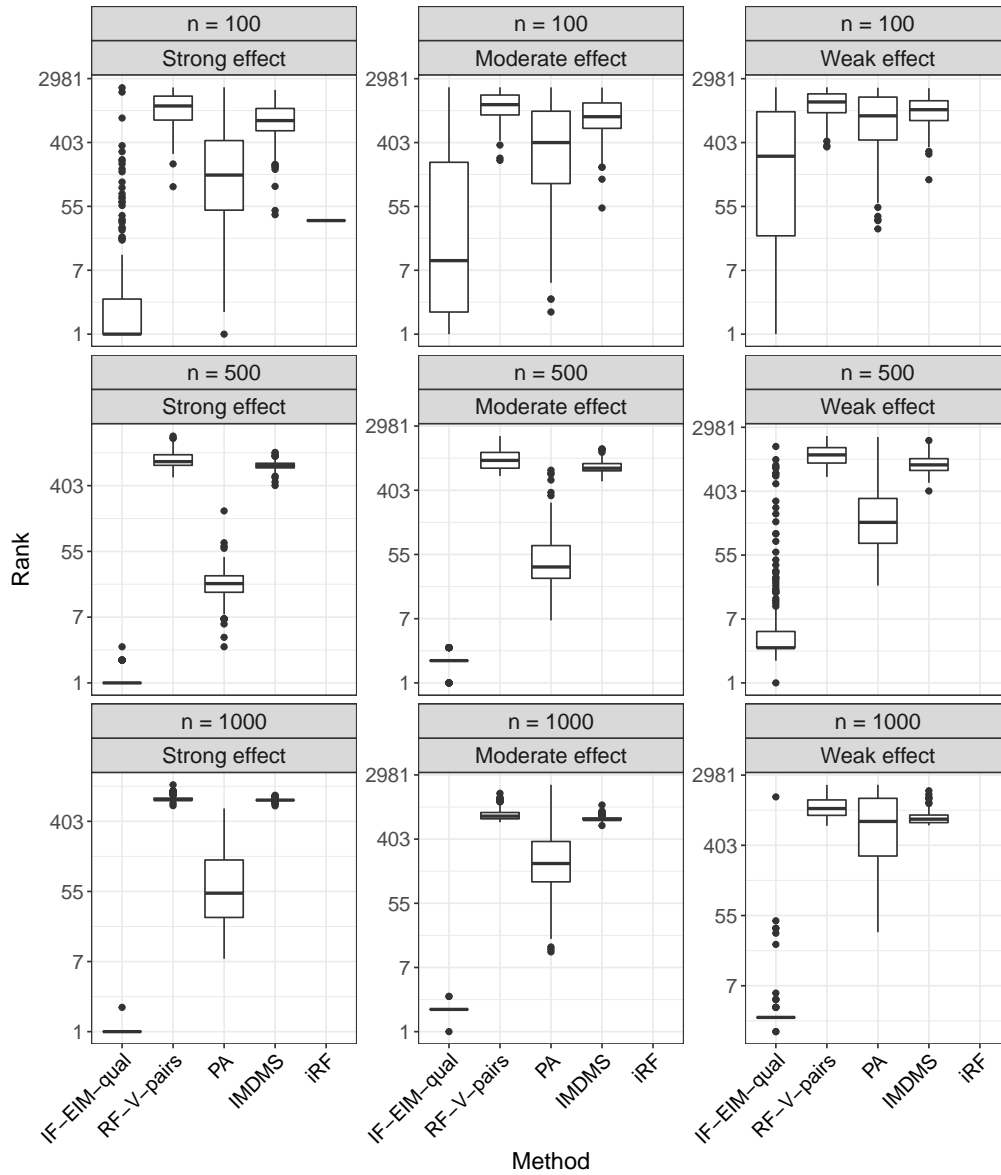 n = 100
n = 100
n = 100
Strong effect
Moderate effect
Weak effect
2981
403
55
7
1
2981
403
55
7
1
2981
403
55
7
1
n = 500
n = 500
n = 500
Strong effect
Moderate effect
Weak effect
403
55
7
1
2981
403
55
7
1
2981
403
55
7
1
n = 1000
n = 1000
n = 1000
Strong effect
Moderate effect
Weak effect
403
55
7
1
2981
403
55
7
1
2981
403
55
7
1
IF−EIM−qual
RF−V−pairs
PA
IMDMS
iRF
IF−EIM−qual
RF−V−pairs
PA
IMDMS
iRF
IF−EIM−qual
RF−V−pairs
PA
IMDMS
iRF
Rank
Method